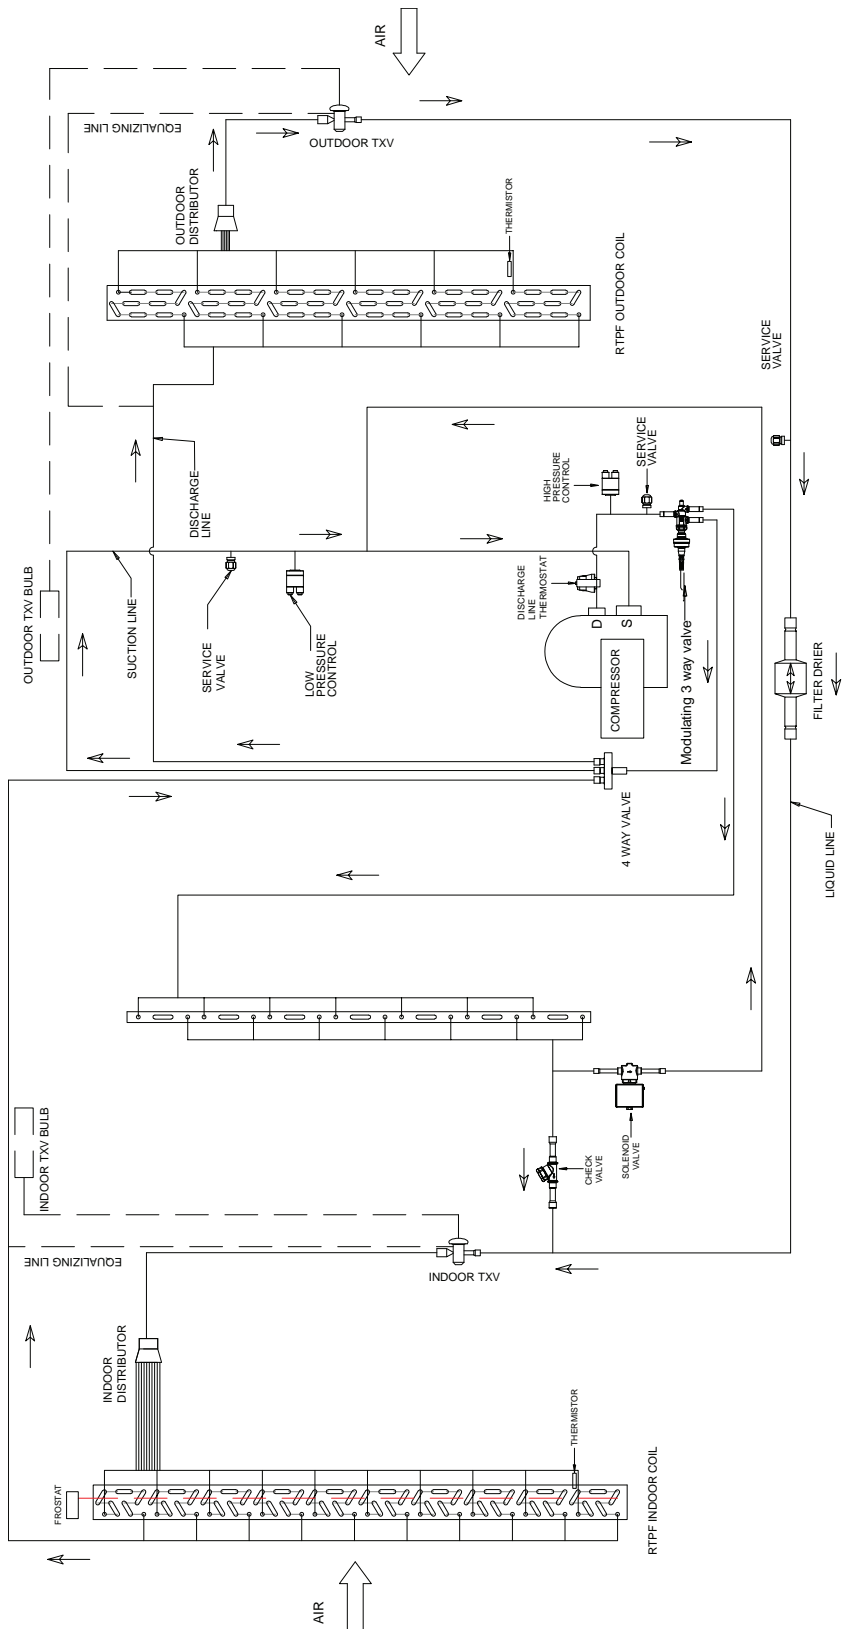 AIR
EQUALIZING LINE
OUTDOOR TXV
OUTDOOR
DISTRIBUTOR
THERMISTOR
RTPF OUTDOOR COIL
SERVICE
VALVE
DISCHARGE
LINE
OUTDOOR TXV BULB
SUCTION LINE
SERVICE
VALVE
LOW
PRESSURE
CONTROL
HIGH
PRESSURE
CONTROL
SERVICE
VALVE
DISCHARGE
LINE
THERMOSTAT
D
S
COMPRESSOR
Modulating 3 way valve
FILTER DRIER
4 WAY VALVE
LIQUID LINE
INDOOR TXV BULB
SOLENOID
VALVE
CHECK
VALVE
EQUALIZING LINE
INDOOR TXV
INDOOR
DISTRIBUTOR
THERMISTOR
FROSTAT
RTPF INDOOR COIL
AIR